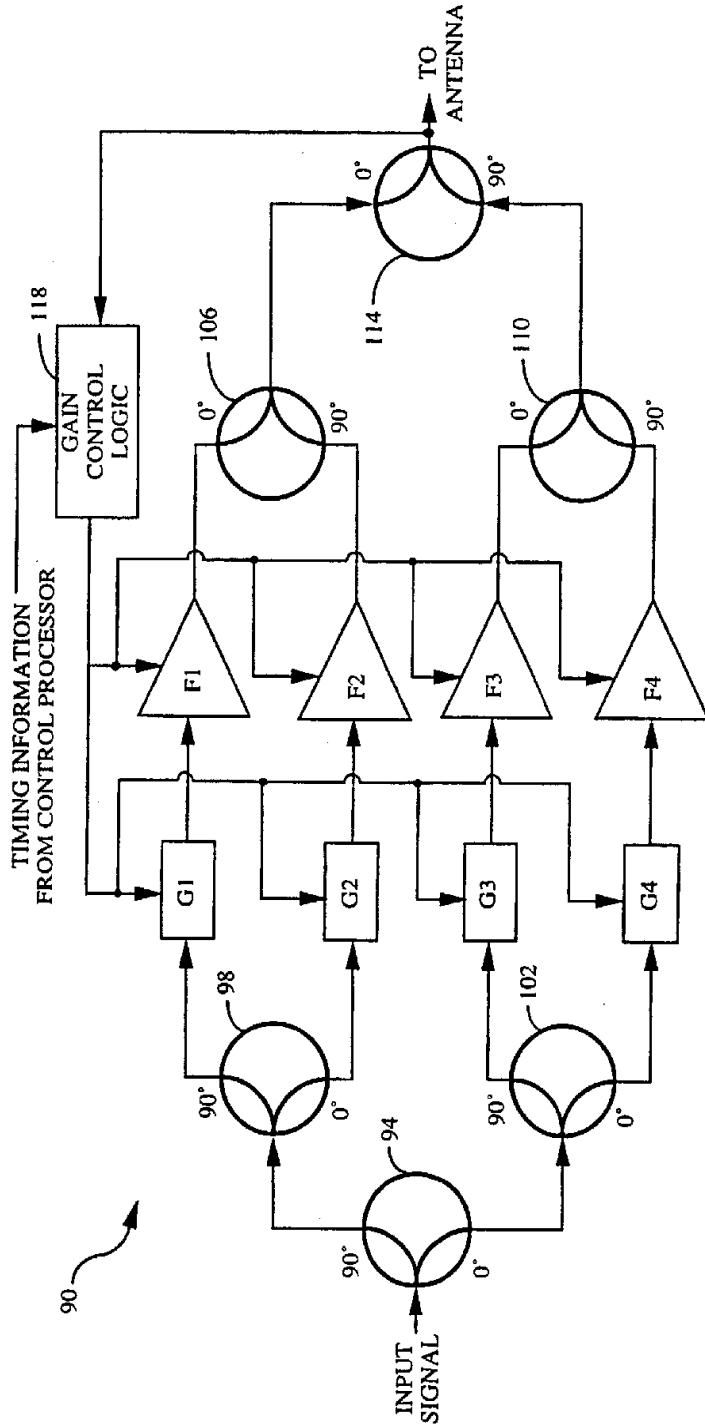 90
TIMING INFORMATION
FROM CONTROL PROCESSOR
GAIN
CONTROL
LOGIC
118
INPUT
SIGNAL
94
90°
0°
98
90°
0°
102
90°
0°
G1
G2
G3
G4
F1
F2
F3
F4
106
0°
90°
110
0°
90°
114
0°
90°
TO
ANTENNA